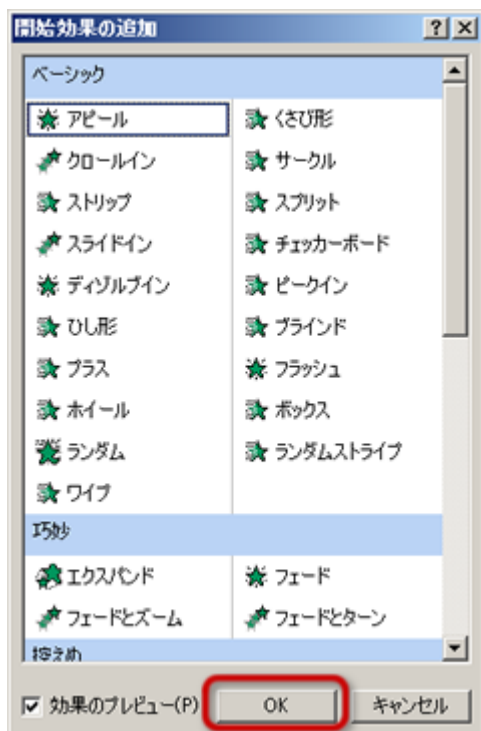 開始効果の追加
ベーシック
アピール くさび形
クロールイン サークル
ストリップ スプリット
スライドイン チェッカーボード
ディゾルブイン ピークイン
ひし形 ブラインド
プラス フラッシュ
ホイール ボックス
ランダム ランダムストライプ
ワイプ
巧妙
エクスパンド フェード
フェードとズーム フェードとターン
控えめ
効果のプレビュー(P) OK キャンセル